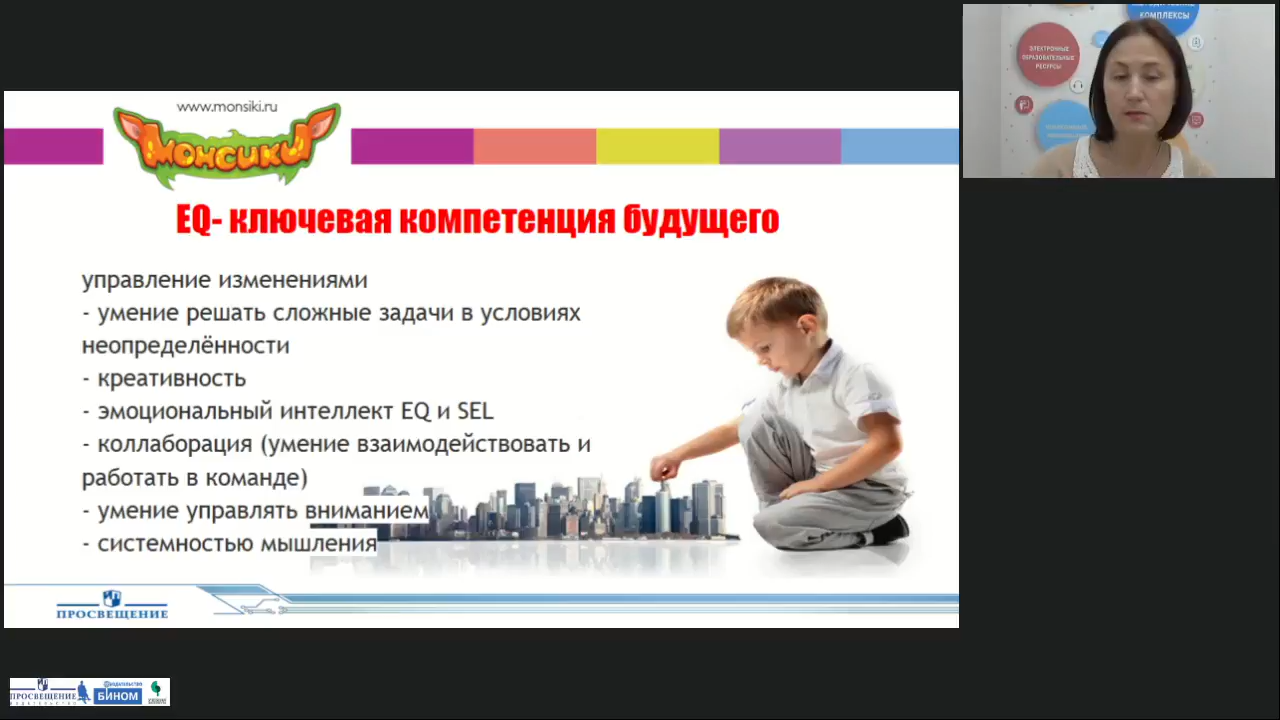 www.monsiki.ru
МОНСИКИ
EQ- ключевая компетенция будущего
управление изменениями
- умение решать сложные задачи в условиях
неопределённости
- креативность
- эмоциональный интеллект EQ и SEL
- коллаборация (умение взаимодействовать и
работать в команде)
- умение управлять вниманием
- системностью мышления
ПРОСВЕЩЕНИЕ
КОМПЛЕКСЫ
ЭЛЕКТРОННЫЕ
ОБРАЗОВАТЕЛЬНЫЕ
РЕСУРСЫ
ПРОСВЕЩЕНИЕ
ИЗДАТЕЛЬСТВО
БИНОМ